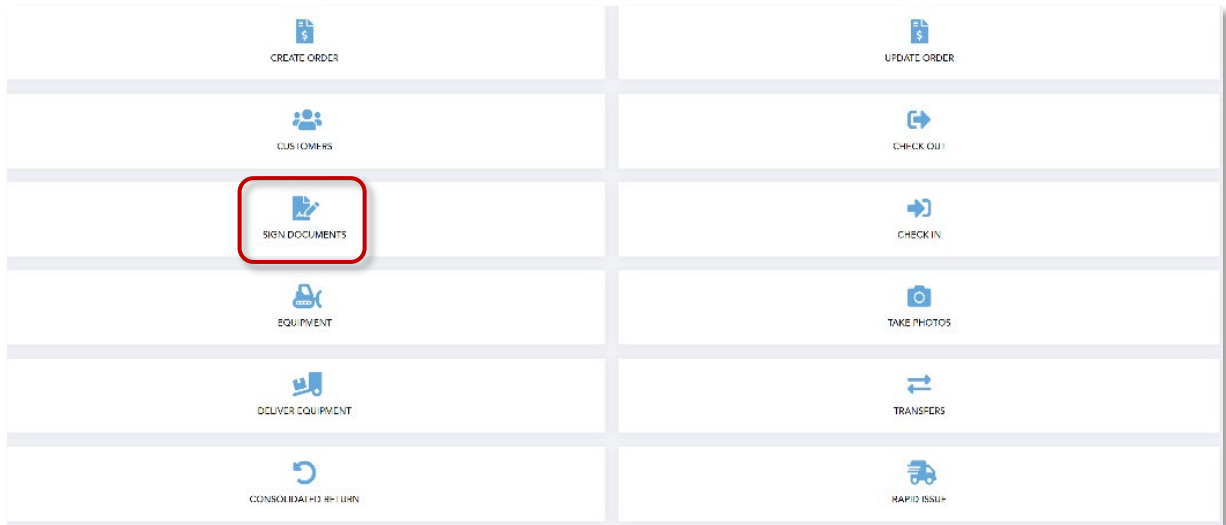 CREATE ORDER
UPDATE ORDER
CUSTOMERS
CHECK OUT
SIGN DOCUMENTS
CHECK IN
EQUIPMENT
TAKE PHOTOS
DELIVER EQUIPMENT
TRANSFERS
CONSOLIDATED RETURN
RAPID ISSUE